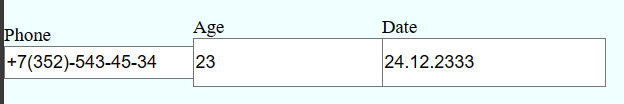 Phone
Age
Date
+7(352)-543-45-34
23
24.12.2333